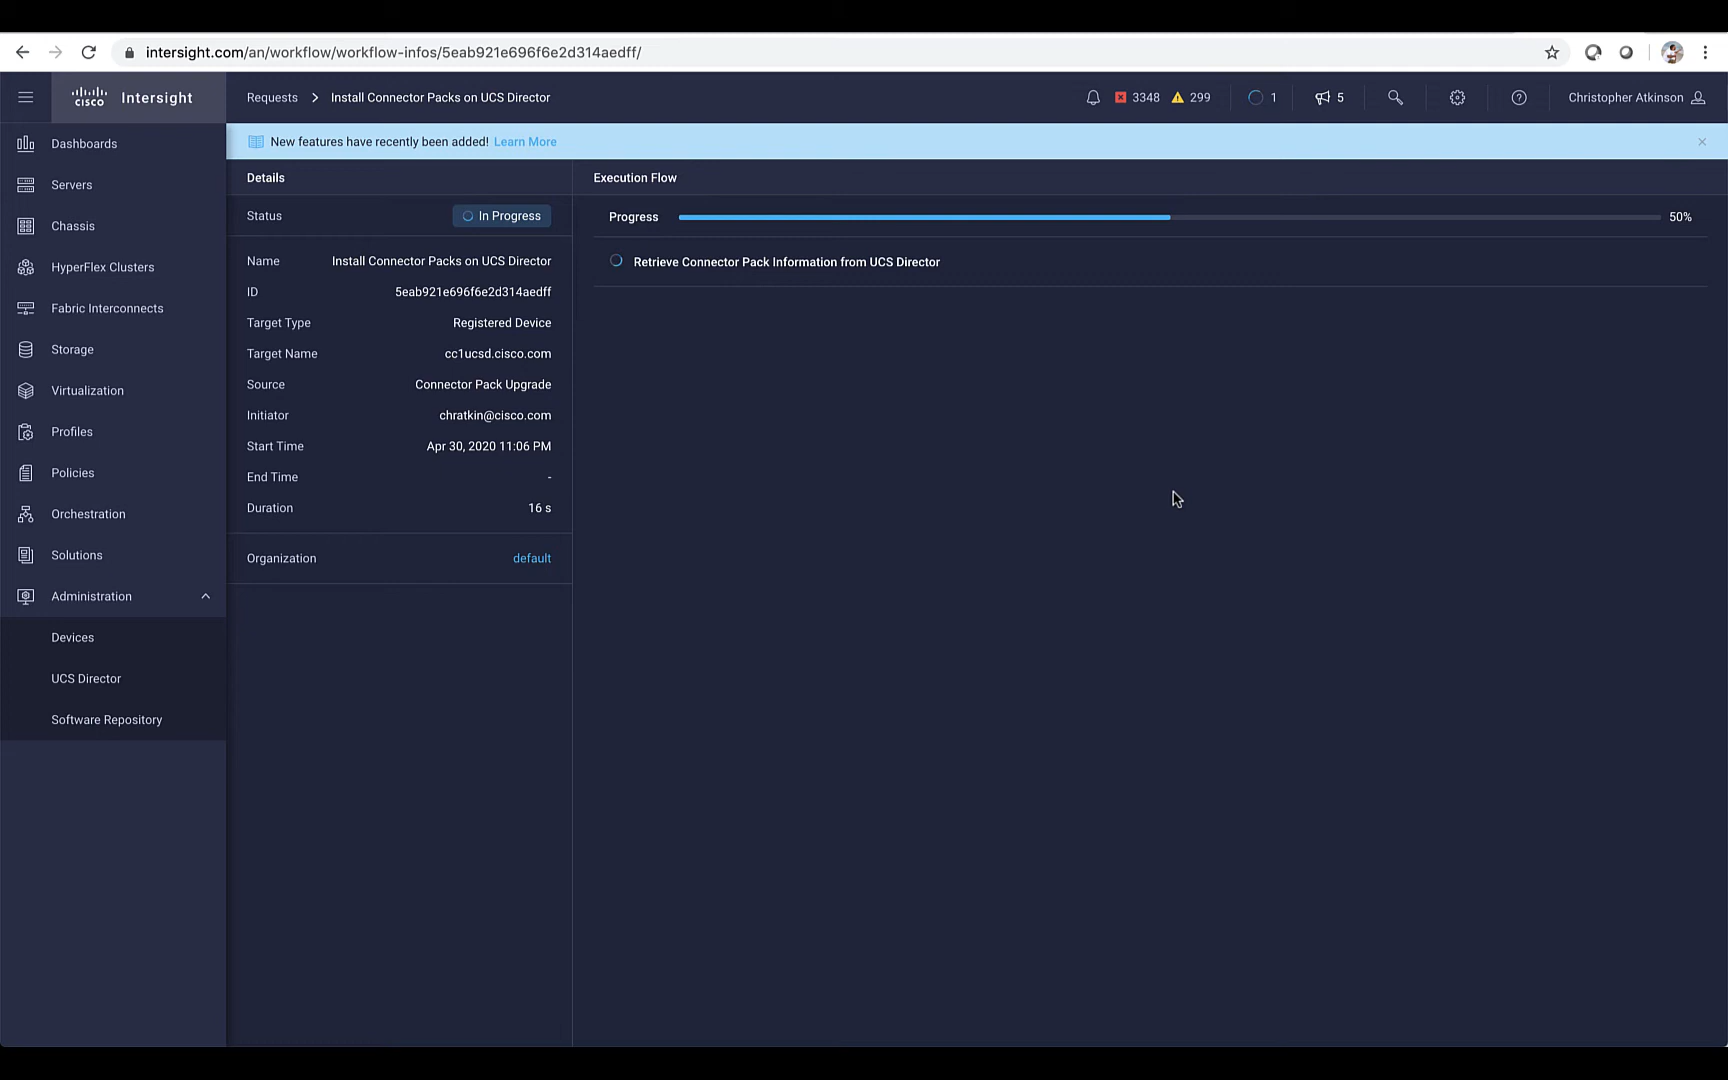 intersight.com/an/workflow/workflow-infos/5eab921e696f6e2d314aedff/
cisco Intersight
Requests > Install Connector Packs on UCS Director
3348 299 1 5 Christopher Atkinson
New features have recently been added! Learn More
Dashboards
Servers
Chassis
HyperFlex Clusters
Fabric Interconnects
Storage
Virtualization
Profiles
Policies
Orchestration
Solutions
Administration
Devices
UCS Director
Software Repository
Details
Status In Progress
Name Install Connector Packs on UCS Director
ID 5eab921e696f6e2d314aedff
Target Type Registered Device
Target Name cc1ucsd.cisco.com
Source Connector Pack Upgrade
Initiator chratkin@cisco.com
Start Time Apr 30, 2020 11:06 PM
End Time -
Duration 16 s
Organization default
Execution Flow
Progress 50%
Retrieve Connector Pack Information from UCS Director